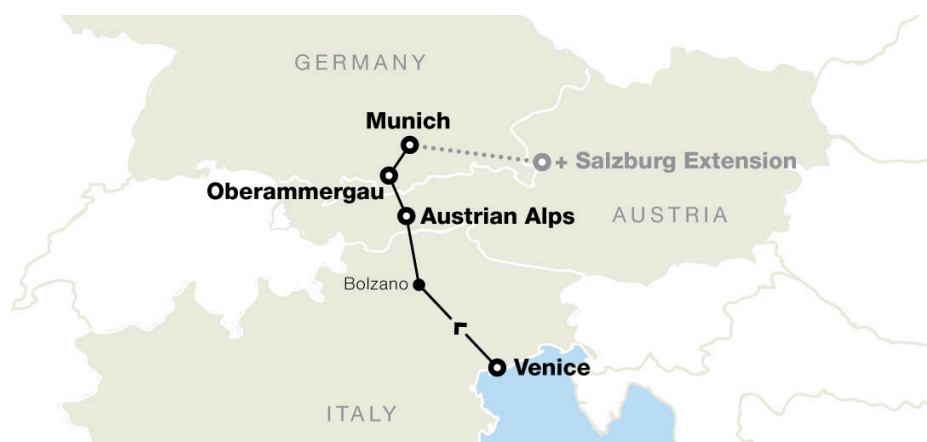 GERMANY
Munich
+ Salzburg Extension
Oberammergau
Austrian Alps
AUSTRIA
Bolzano
Venice
ITALY